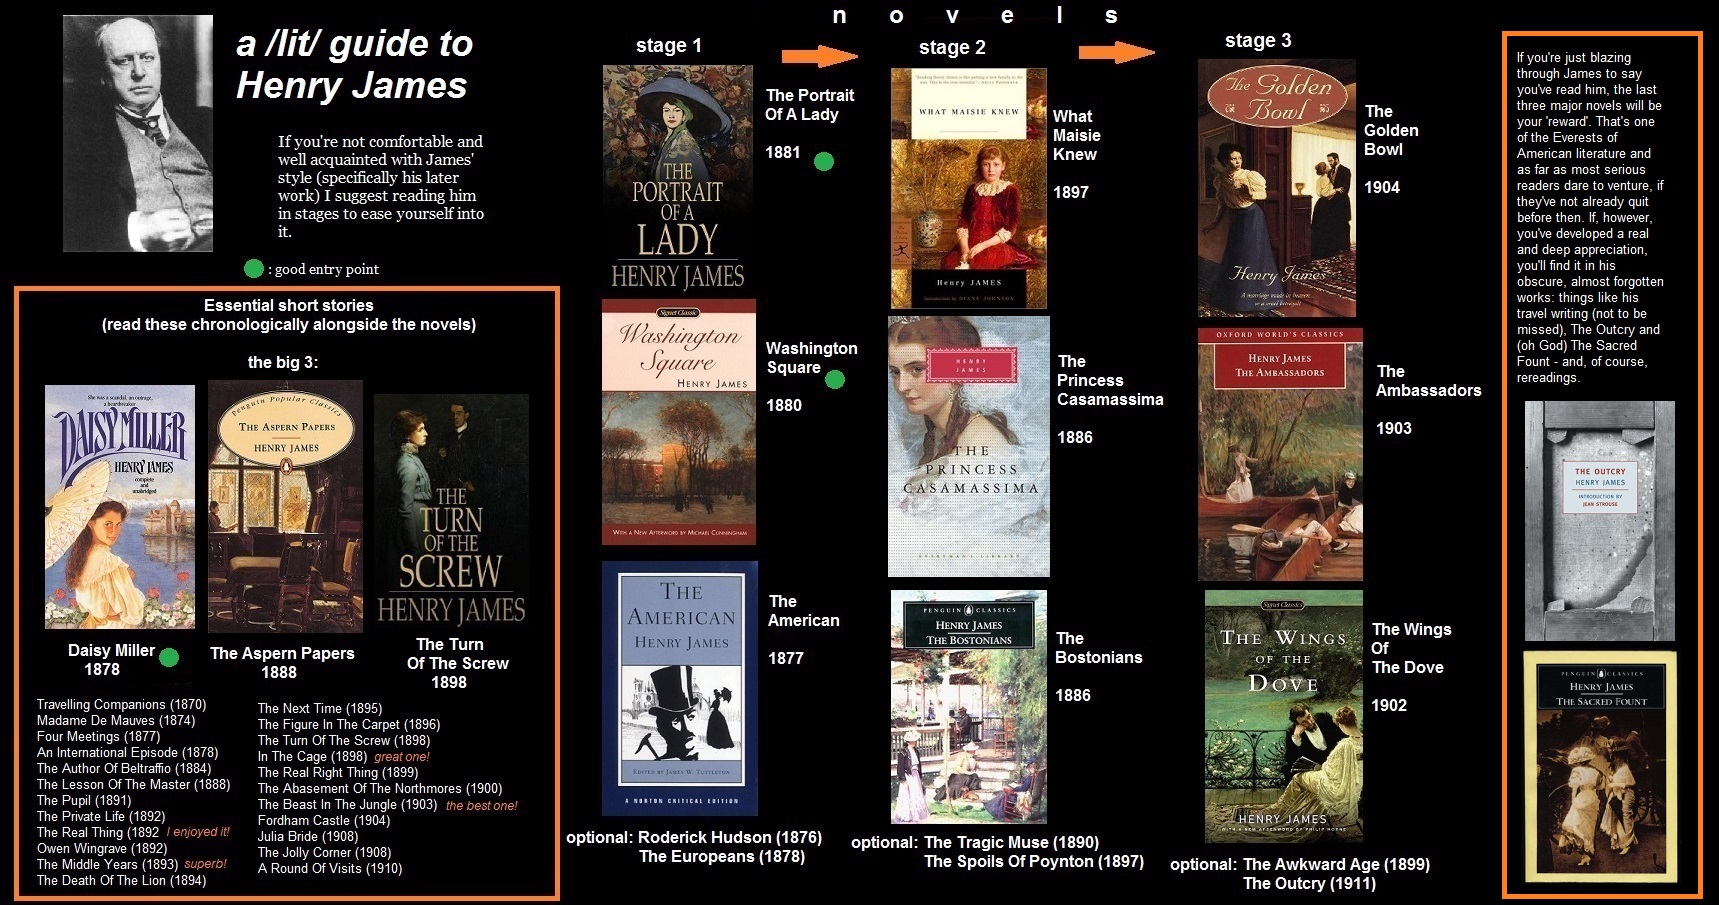 a /lit/ guide to
Henry James
If you're not comfortable and
well acquainted with James'
style (specifically his later
work) I suggest reading him
in stages to ease yourself into
it.
: good entry point
Essential short stories
(read these chronologically alongside the novels)
the big 3:
She was a scandal, an outrage,
a heartbreaker
DAISY MILLER
HENRY JAMES
complete
and
unabridged
Penguin Popular Classics
THE ASPERN PAPERS
HENRY JAMES
THE
TURN
OF THE
SCREW
HENRY JAMES
Daisy Miller
1878
The Aspern Papers
1888
The Turn
Of The Screw
1898
Travelling Companions (1870)
Madame De Mauves (1874)
Four Meetings (1877)
An International Episode (1878)
The Author Of Beltraffio (1884)
The Lesson Of The Master (1888)
The Pupil (1891)
The Private Life (1892)
The Real Thing (1892 I enjoyed it!
Owen Wingrave (1892)
The Middle Years (1893) superb!
The Death Of The Lion (1894)
The Next Time (1895)
The Figure In The Carpet (1896)
The Turn Of The Screw (1898)
In The Cage (1898) great one!
The Real Right Thing (1899)
The Abasement Of The Northmores (1900)
The Beast In The Jungle (1903) the best one!
Fordham Castle (1904)
Julia Bride (1908)
The Jolly Corner (1908)
A Round Of Visits (1910)
n o v e l s
stage 1
THE
PORTRAIT
OF A
LADY
HENRY JAMES
The Portrait
Of A Lady
1881
Signet Classic
Washington
Square
HENRY JAMES
WITH A NEW AFTERWORD BY MICHAEL CUNNINGHAM
Washington
Square
1880
THE
AMERICAN
HENRY JAMES
EDITED BY JAMES W. TUTTLETON
A NORTON CRITICAL EDITION
The
American
1877
optional: Roderick Hudson (1876)
The Europeans (1878)
stage 2
WHAT MAISIE KNEW
Henry JAMES
Introduction by DIANE JOHNSON
What
Maisie
Knew
1897
HENRY
JAMES
THE
PRINCESS
CASAMASSIMA
EVERYMAN'S LIBRARY
The
Princess
Casamassima
1886
PENGUIN CLASSICS
HENRY JAMES
THE BOSTONIANS
The
Bostonians
1886
optional: The Tragic Muse (1890)
The Spoils Of Poynton (1897)
stage 3
The Golden
Bowl
Henry James
A marriage made in heaven...
or a cruel betrayal?
The
Golden
Bowl
1904
OXFORD WORLD'S CLASSICS
HENRY JAMES
THE AMBASSADORS
The
Ambassadors
1903
Signet Classics
THE WINGS
OF THE
DOVE
HENRY JAMES
WITH A NEW AFTERWORD BY PHILIP HORNE
The Wings
Of
The Dove
1902
optional: The Awkward Age (1899)
The Outcry (1911)
If you're just blazing
through James to say
you've read him, the last
three major novels will be
your 'reward'. That's one
of the Everests of
American literature and
as far as most serious
readers dare to venture, if
they've not already quit
before then. If, however,
you've developed a real
and deep appreciation,
you'll find it in his
obscure, almost forgotten
works: things like his
travel writing (not to be
missed), The Outcry and
(oh God) The Sacred
Fount - and, of course,
rereadings.
THE OUTCRY
HENRY JAMES
INTRODUCTION BY
JEAN STROUSE
PENGUIN CLASSICS
HENRY JAMES
THE SACRED FOUNT